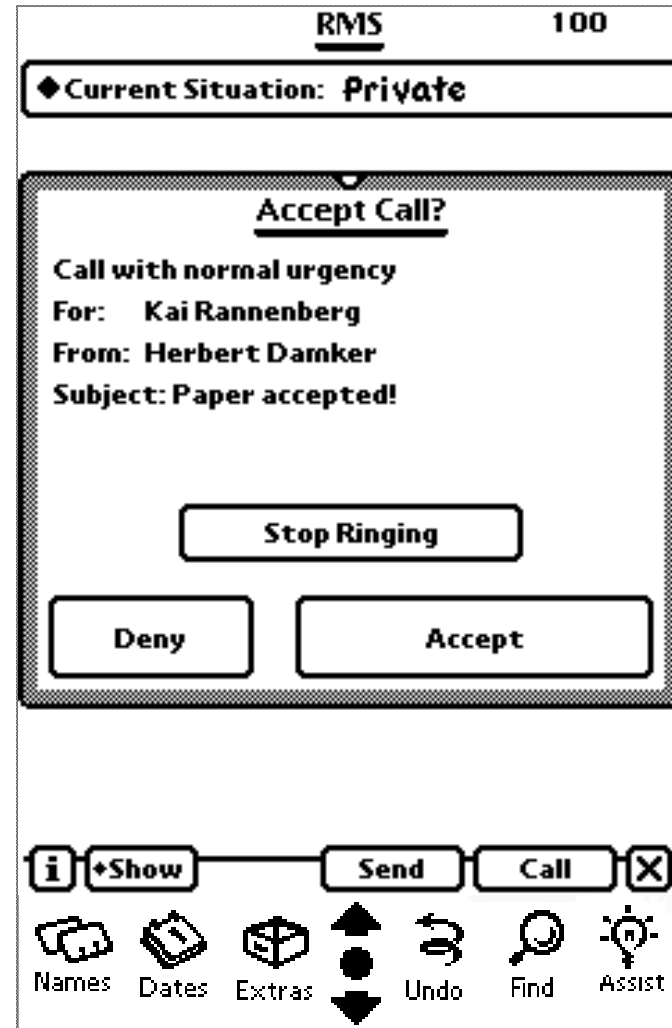 RMS 100
◆Current Situation: Private
Accept Call?
Call with normal urgency
For: Kai Rannenberg
From: Herbert Damker
Subject: Paper accepted!
Stop Ringing
Deny Accept
i ◆Show Send Call X
Names Dates Extras Undo Find Assist